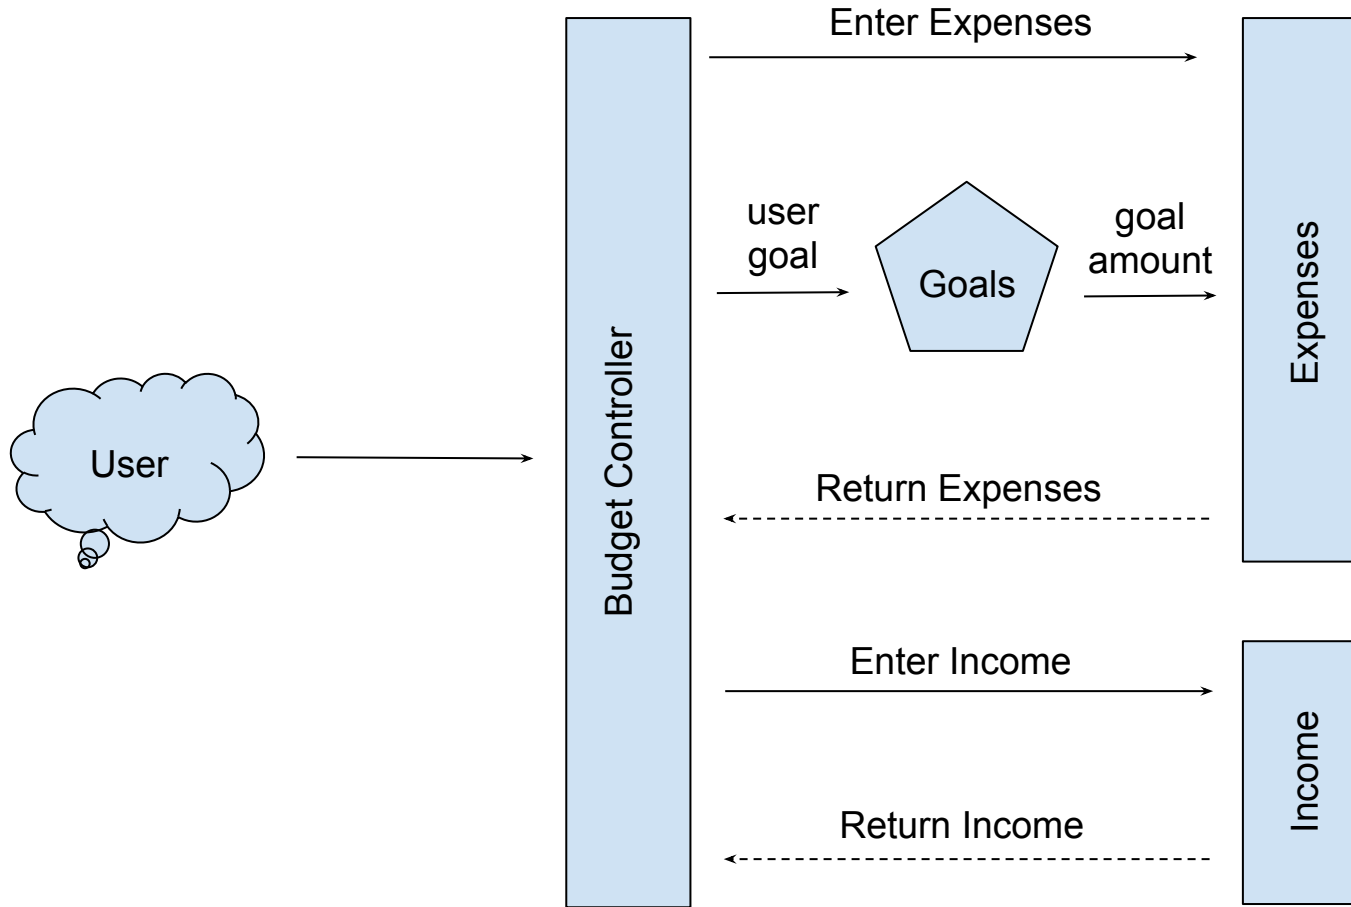 Enter Expenses
user
goal
Goals
goal
amount
Expenses
User
Budget Controller
Return Expenses
Enter Income
Income
Return Income